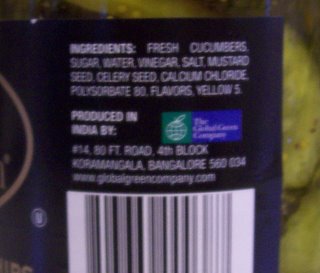 INGREDIENTS: FRESH CUCUMBERS,
SUGAR, WATER, VINEGAR, SALT, MUSTARD
SEED, CELERY SEED, CALCIUM CHLORIDE,
POLYSORBATE 80, FLAVORS, YELLOW 5.
PRODUCED IN
INDIA BY:
The
Global Green
Company
#14, 80 FT. ROAD, 4th BLOCK
KORAMANGALA, BANGALORE 560 034
www.globalgreencompany.com